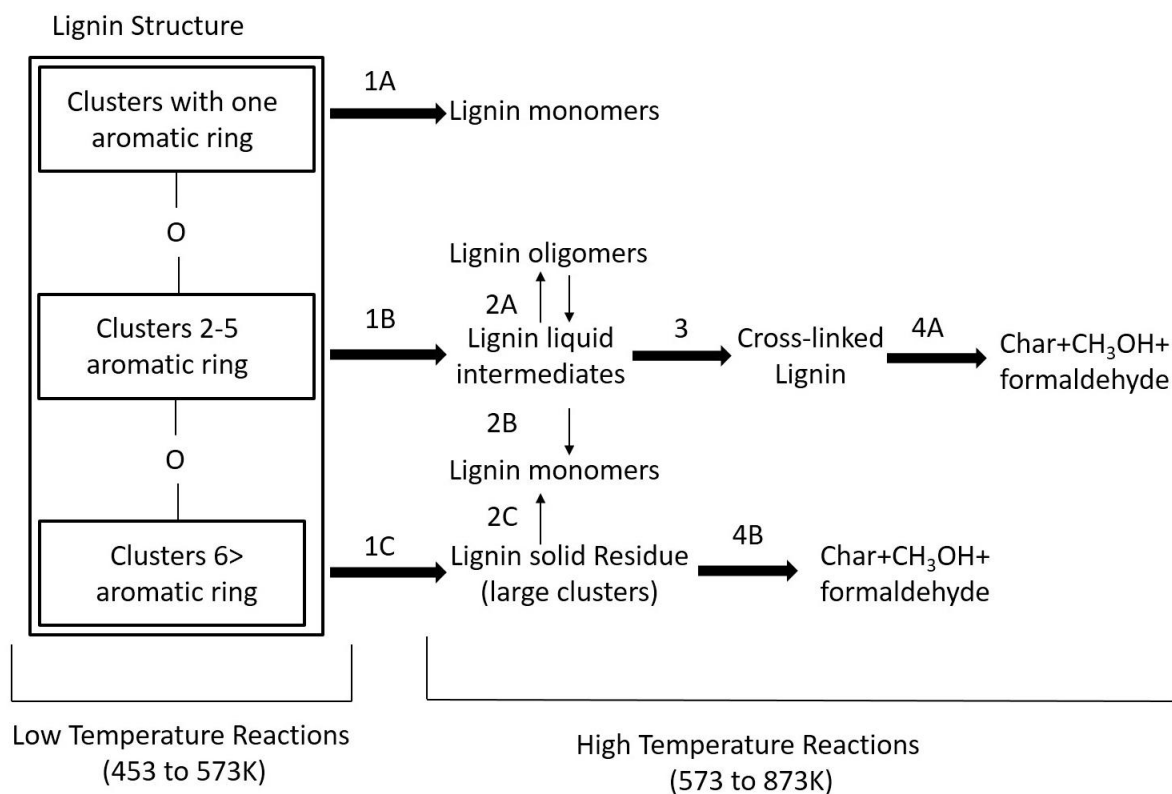 Lignin Structure
Clusters with one
aromatic ring
1A
Lignin monomers
O
Lignin oligomers
2A
Clusters 2-5
aromatic ring
1B
Lignin liquid
intermediates
3
Cross-linked
Lignin
4A
Char+CH₃OH+
formaldehyde
2B
O
Lignin monomers
2C
Clusters 6>
aromatic ring
1C
Lignin solid Residue
(large clusters)
4B
Char+CH₃OH+
formaldehyde
Low Temperature Reactions
(453 to 573K)
High Temperature Reactions
(573 to 873K)